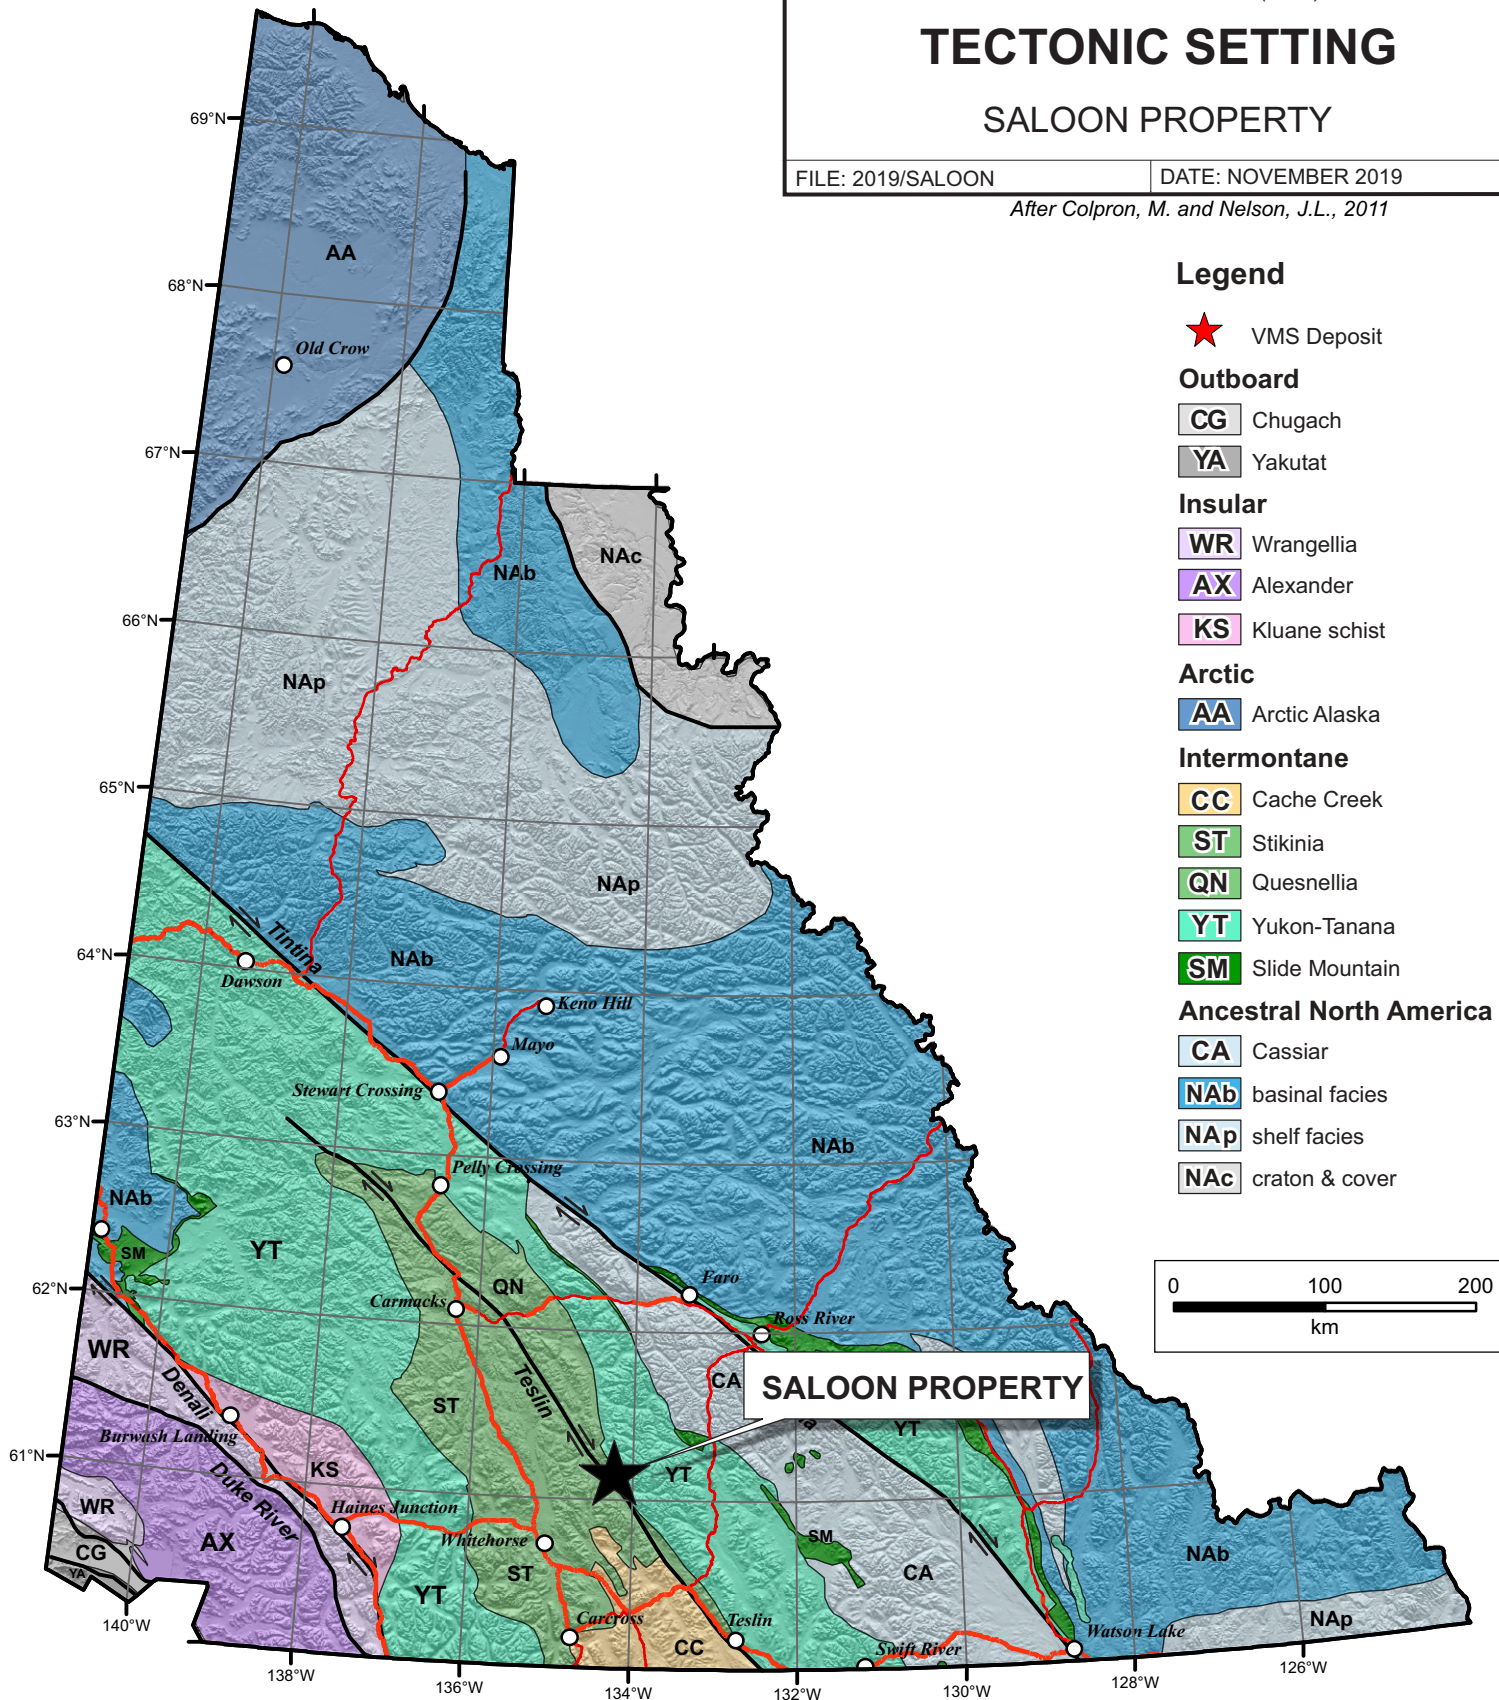 TECTONIC SETTING
SALOON PROPERTY
FILE: 2019/SALOON
DATE: NOVEMBER 2019
After Colpron, M. and Nelson, J.L., 2011
Legend
VMS Deposit
Outboard
CG Chugach
YA Yakutat
Insular
WR Wrangellia
AX Alexander
KS Kluane schist
Arctic
AA Arctic Alaska
Intermontane
CC Cache Creek
ST Stikinia
QN Quesnellia
YT Yukon-Tanana
SM Slide Mountain
Ancestral North America
CA Cassiar
NAb basinal facies
NAp shelf facies
NAc craton & cover
0 100 200
km
69°N
AA
68°N
Old Crow
67°N
NAc
NAb
66°N
NAp
65°N
NAp
Tintina
64°N
NAb
Dawson
Keno Hill
Mayo
Stewart Crossing
63°N
NAb
Pelly Crossing
NAb
SM
YT
62°N
QN
Faro
Carmacks
Ross River
WR
Denali
Teslin
CA
SALOON PROPERTY
ST
YT
Burwash Landing
61°N
KS
YT
Duke River
WR
Haines Junction
SM
AX
Whitehorse
CG
YA
ST
CA
NAb
YT
140°W
Carcross
Teslin
CC
Swift River
Watson Lake
NAp
138°W
136°W
134°W
132°W
130°W
128°W
126°W